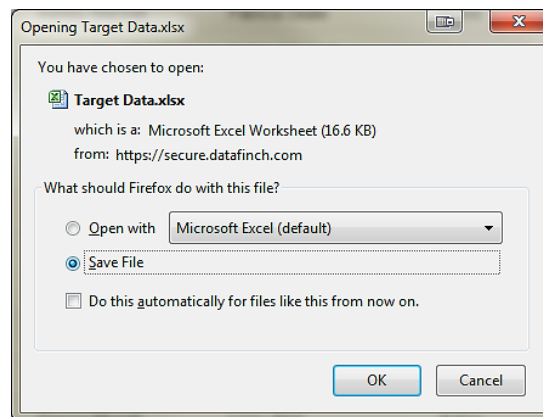 Opening Target Data.xlsx
You have chosen to open:
Target Data.xlsx
which is a: Microsoft Excel Worksheet (16.6 KB)
from: https://secure.datafinch.com
What should Firefox do with this file?
Open with Microsoft Excel (default)
Save File
Do this automatically for files like this from now on.
OK Cancel